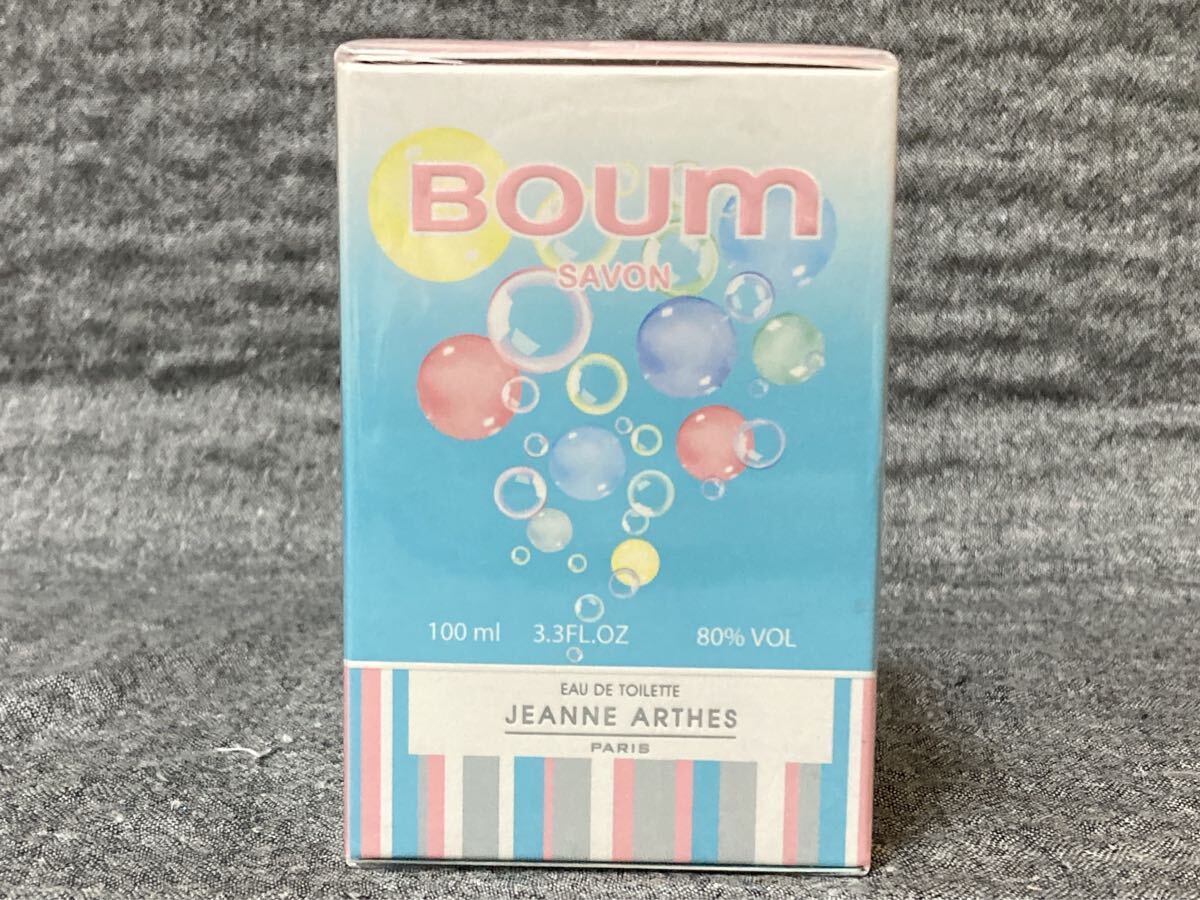 Boum
SAVON
100 ml 3.3FL.OZ 80% VOL
EAU DE TOILETTE
JEANNE ARTHES
PARIS